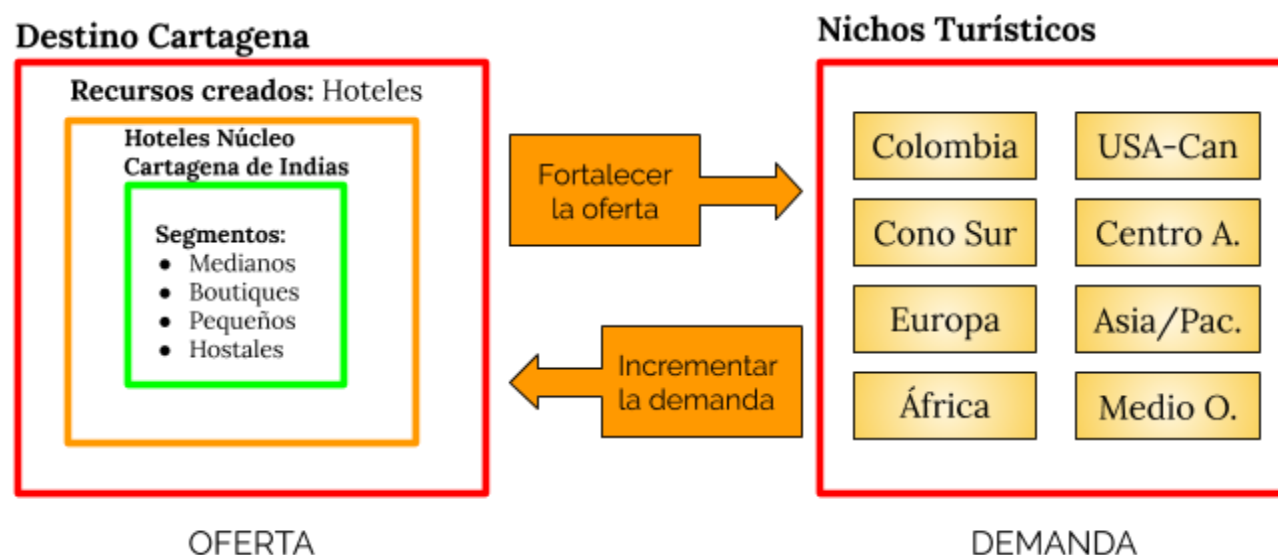 Destino Cartagena
Recursos creados: Hoteles
Hoteles Núcleo
Cartagena de Indias
Segmentos:
● Medianos
● Boutiques
● Pequeños
● Hostales
OFERTA
Fortalecer
la oferta
Incrementar
la demanda
Nichos Turísticos
Colombia
USA-Can
Cono Sur
Centro A.
Europa
Asia/Pac.
África
Medio O.
DEMANDA